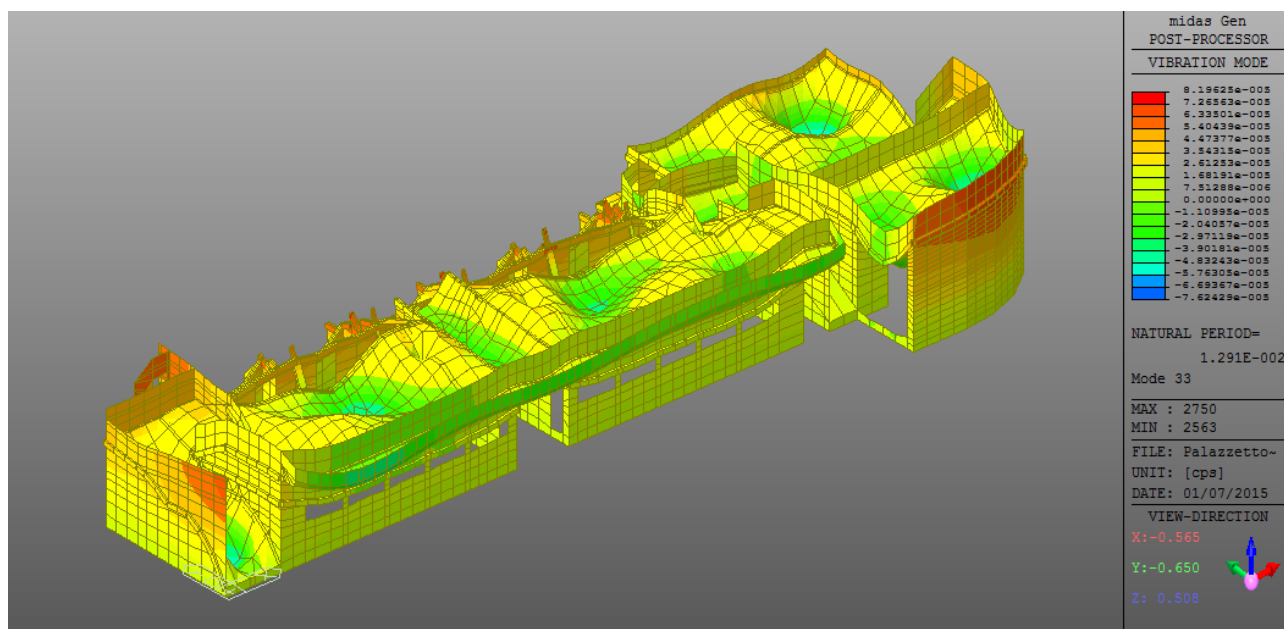 midas Gen
POST-PROCESSOR
VIBRATION MODE
8.19625e-005
7.26563e-005
6.33501e-005
5.40439e-005
4.47377e-005
3.54315e-005
2.61253e-005
1.68191e-005
7.51288e-006
0.00000e+000
-1.10995e-005
-2.04057e-005
-2.97119e-005
-3.90181e-005
-4.83243e-005
-5.76305e-005
-6.69367e-005
-7.62429e-005
NATURAL PERIOD=
1.291E-002
Mode 33
MAX : 2750
MIN : 2563
FILE: Palazzetto~
UNIT: [cps]
DATE: 01/07/2015
VIEW-DIRECTION
X:-0.565
Y:-0.650
Z: 0.508